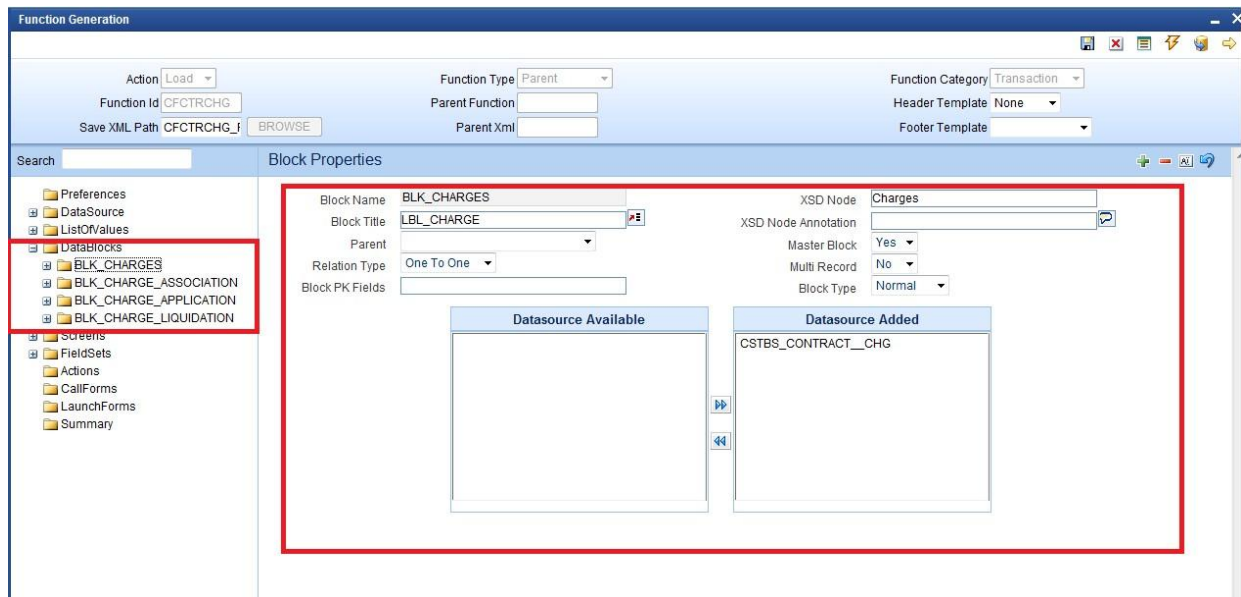 Function Generation
Action Load
Function Type Parent
Function Category Transaction
Function Id CFCTRCHG
Parent Function
Header Template None
Save XML Path CFCTRCHG_ BROWSE
Parent Xml
Footer Template
Search
Block Properties
Preferences
DataSource
ListOfValues
DataBlocks
BLK_CHARGES
BLK_CHARGE_ASSOCIATION
BLK_CHARGE_APPLICATION
BLK_CHARGE_LIQUIDATION
Screens
FieldSets
Actions
CallForms
LaunchForms
Summary
Block Name BLK_CHARGES
XSD Node Charges
Block Title LBL_CHARGE
XSD Node Annotation
Parent
Master Block Yes
Relation Type One To One
Multi Record No
Block PK Fields
Block Type Normal
Datasource Available
Datasource Added
CSTBS_CONTRACT__CHG